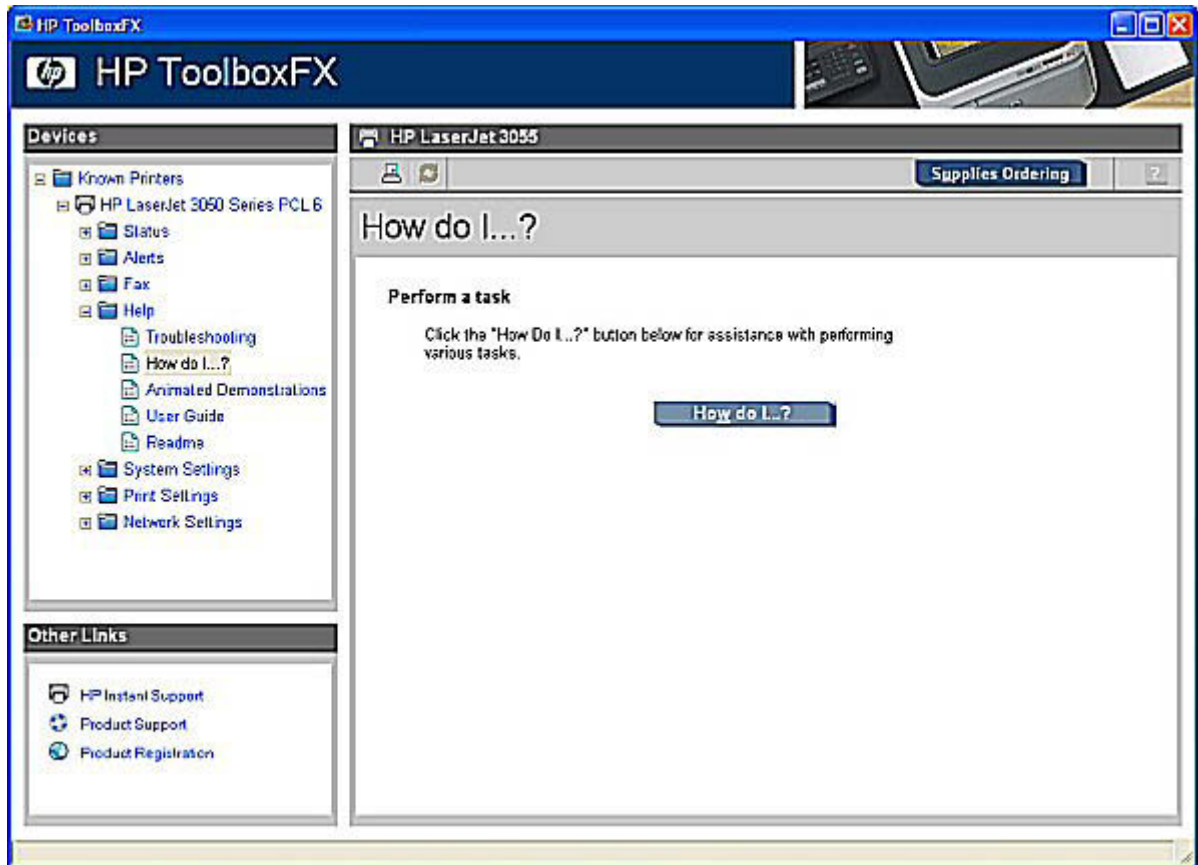 HP ToolboxFX
hp HP ToolboxFX
Devices
Known Printers
HP LaserJet 3050 Series PCL 6
Status
Alerts
Fax
Help
Troubleshooting
How do I...?
Animated Demonstrations
User Guide
Readme
System Settings
Print Settings
Network Settings
Other Links
HP Instant Support
Product Support
Product Registration
HP LaserJet 3055
Supplies Ordering ?
How do I...?
Perform a task
Click the "How Do I...?" button below for assistance with performing
various tasks.
How do I...?